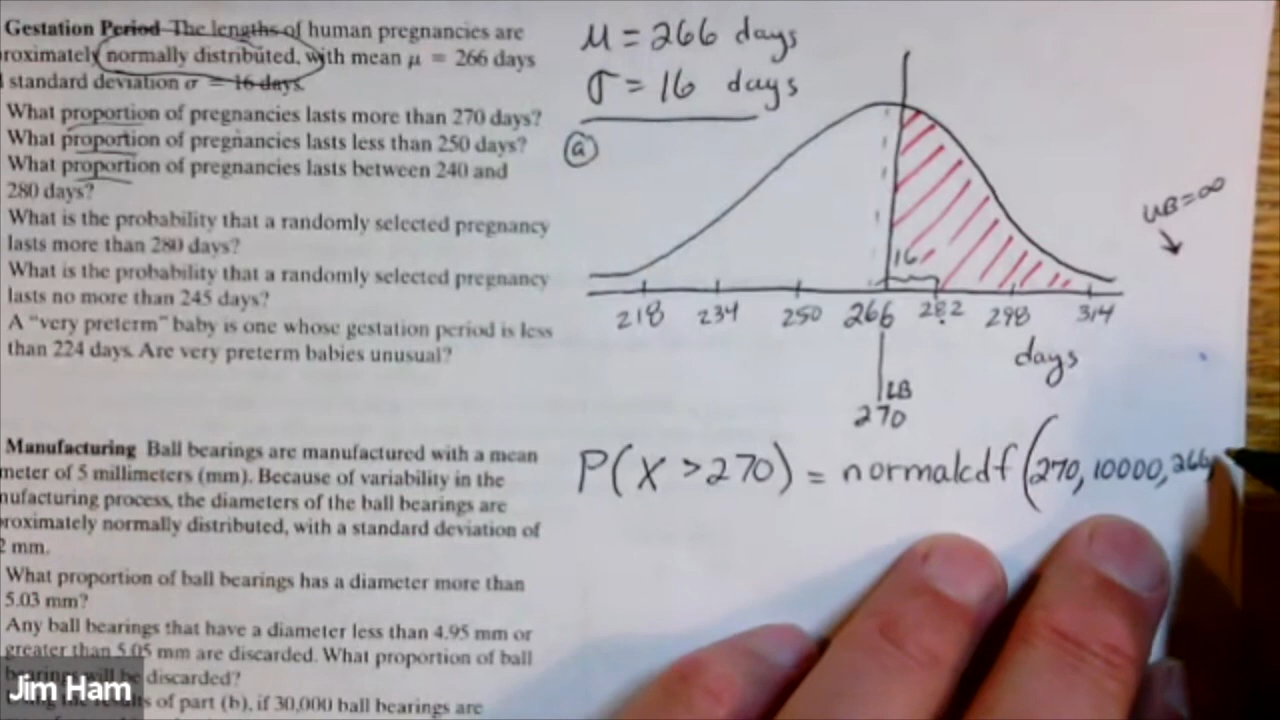 Gestation Period The lengths of human pregnancies are
roximately normally distributed, with mean μ = 266 days
standard deviation σ = 16 days.
What proportion of pregnancies lasts more than 270 days?
What proportion of pregnancies lasts less than 250 days?
What proportion of pregnancies lasts between 240 and
280 days?
What is the probability that a randomly selected pregnancy
lasts more than 280 days?
What is the probability that a randomly selected pregnancy
lasts no more than 245 days?
A “very preterm” baby is one whose gestation period is less
than 224 days. Are very preterm babies unusual?
Manufacturing Ball bearings are manufactured with a mean
meter of 5 millimeters (mm). Because of variability in the
nufacturing process, the diameters of the ball bearings are
roximately normally distributed, with a standard deviation of
2 mm.
What proportion of ball bearings has a diameter more than
5.03 mm?
Any ball bearings that have a diameter less than 4.95 mm or
greater than 5.05 mm are discarded. What proportion of ball
be discarded?
of part (b), if 30,000 ball bearings are
Jim Ham
μ = 266 days
σ = 16 days
a
UB = ∞
16
218 234 250 266 282 298 314
days
LB
270
P(X > 270) = normalcdf(270, 10000, 266,